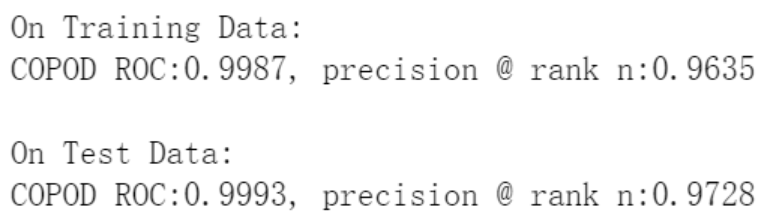 On Training Data:
COPOD ROC:0.9987, precision @ rank n:0.9635
On Test Data:
COPOD ROC:0.9993, precision @ rank n:0.9728